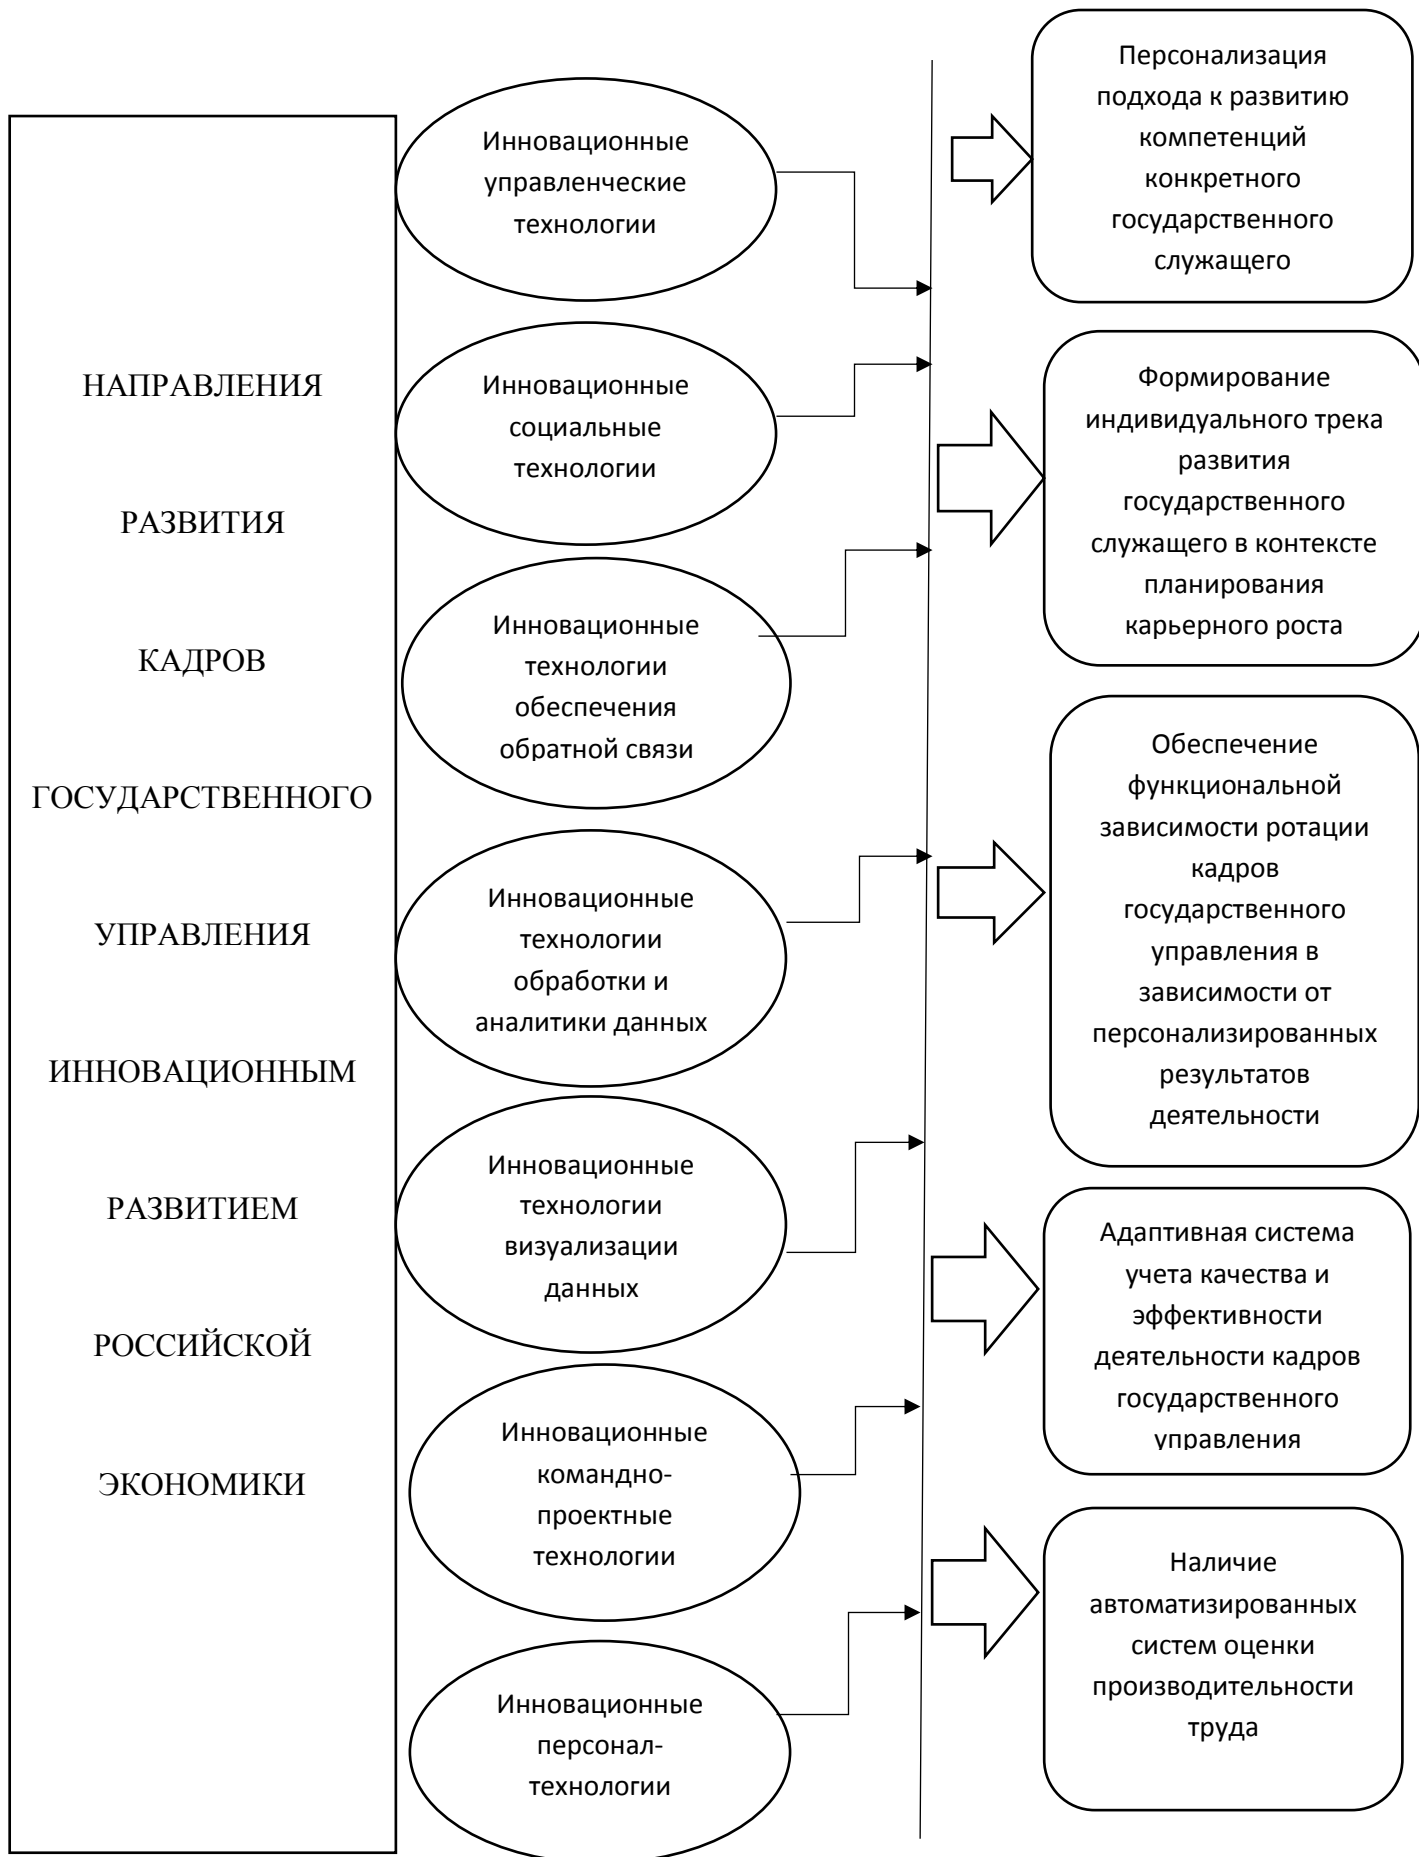 НАПРАВЛЕНИЯ
РАЗВИТИЯ
КАДРОВ
ГОСУДАРСТВЕННОГО
УПРАВЛЕНИЯ
ИННОВАЦИОННЫМ
РАЗВИТИЕМ
РОССИЙСКОЙ
ЭКОНОМИКИ
Инновационные
управленческие
технологии
Инновационные
социальные
технологии
Инновационные
технологии
обеспечения
обратной связи
Инновационные
технологии
обработки и
аналитики данных
Инновационные
технологии
визуализации
данных
Инновационные
командно-
проектные
технологии
Инновационные
персонал-
технологии
Персонализация
подхода к развитию
компетенций
конкретного
государственного
служащего
Формирование
индивидуального трека
развития
государственного
служащего в контексте
планирования
карьерного роста
Обеспечение
функциональной
зависимости ротации
кадров
государственного
управления в
зависимости от
персонализированных
результатов
деятельности
Адаптивная система
учета качества и
эффективности
деятельности кадров
государственного
управления
Наличие
автоматизированных
систем оценки
производительности
труда